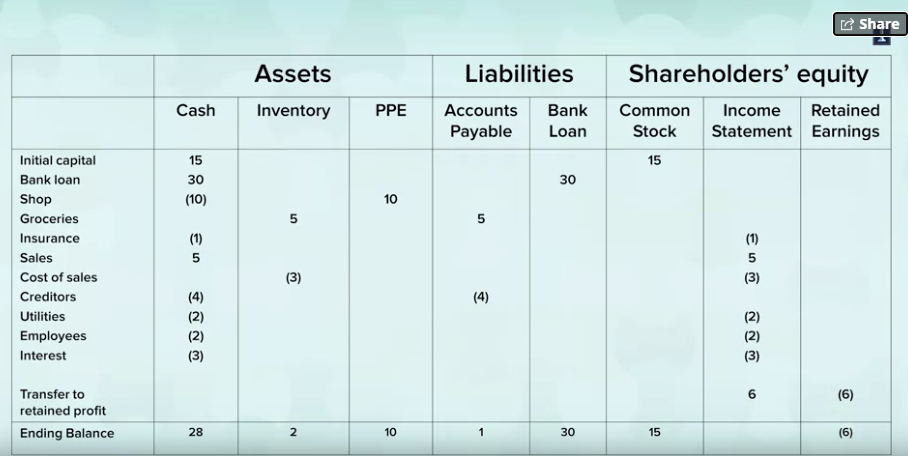 Share
Assets Liabilities Shareholders’ equity
Cash Inventory PPE Accounts Payable Bank Loan Common Stock Income Statement Retained Earnings
Initial capital 15 15
Bank loan 30 30
Shop (10) 10
Groceries 5 5
Insurance (1) (1)
Sales 5 5
Cost of sales (3) (3)
Creditors (4) (4)
Utilities (2) (2)
Employees (2) (2)
Interest (3) (3)
Transfer to retained profit 6 (6)
Ending Balance 28 2 10 1 30 15 (6)